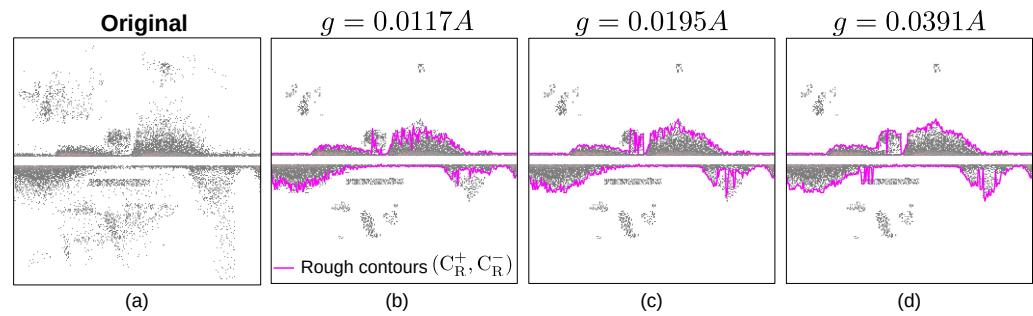 Original
g = 0.0117A
g = 0.0195A
g = 0.0391A
Rough contours (C_R^+, C_R^-)
(a)
(b)
(c)
(d)